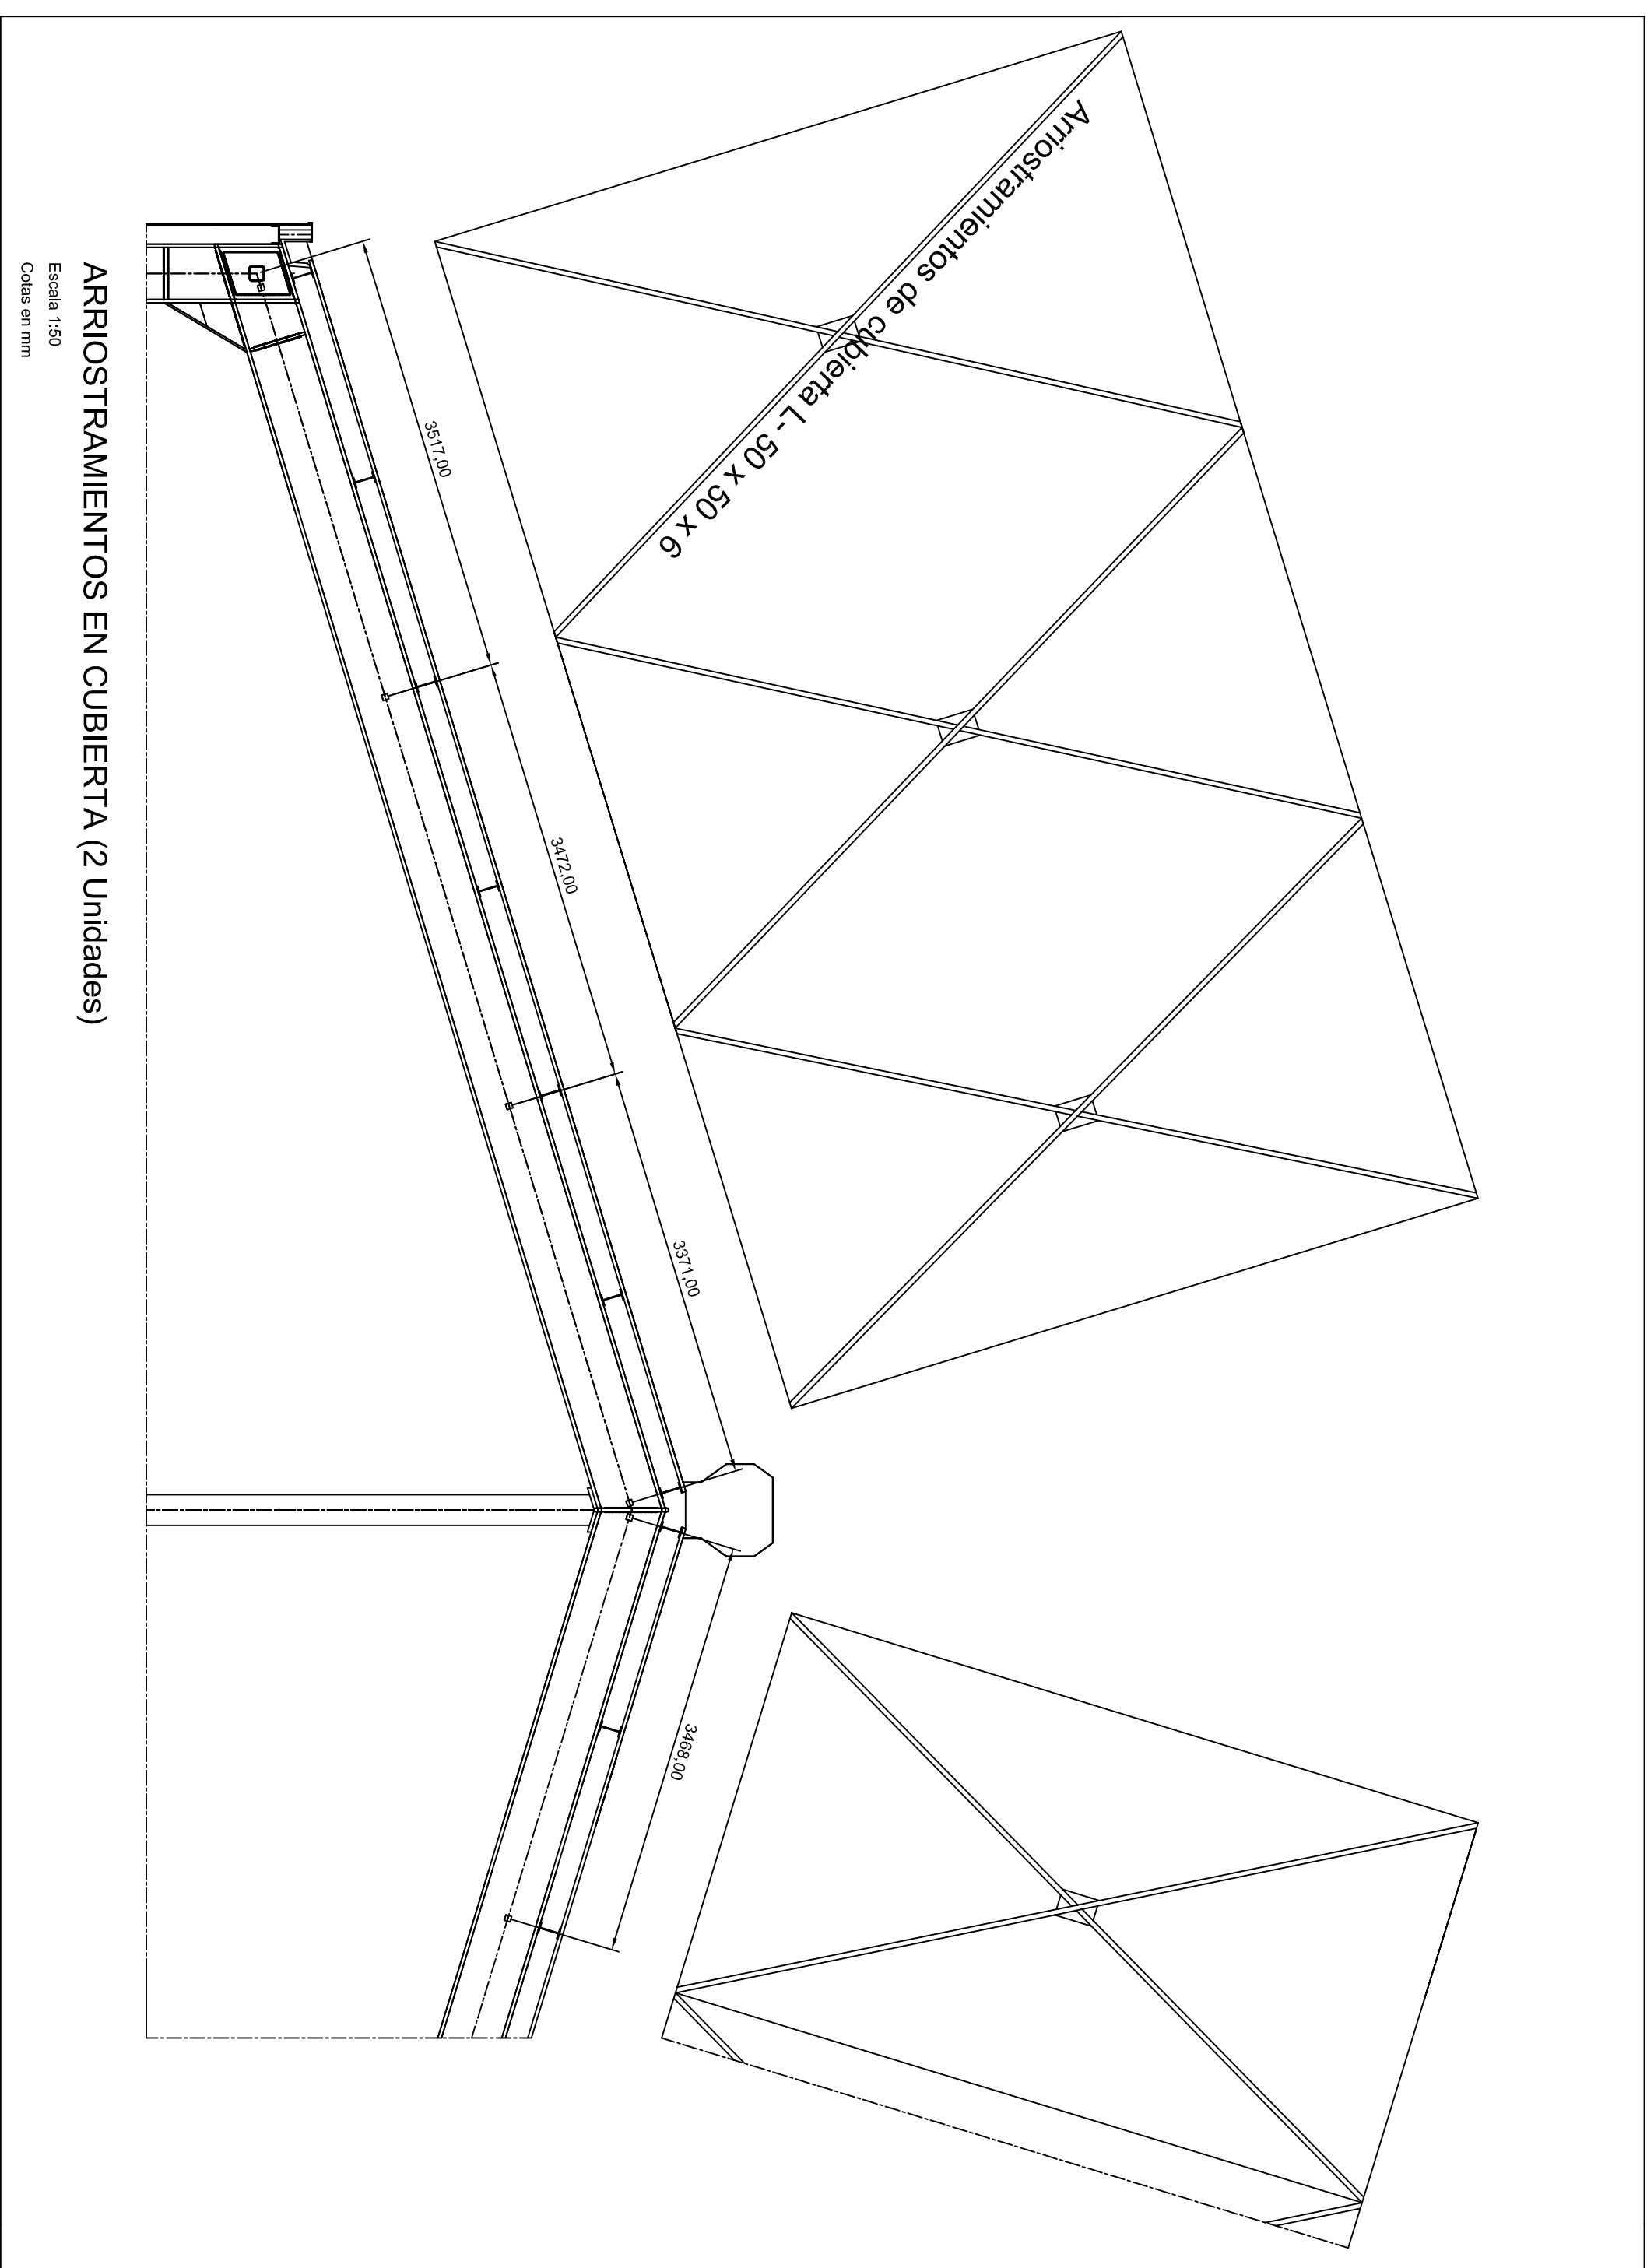 Arriostramientos de cubierta L - 50 x 50 x 6
3517,00
3472,00
3371,00
3468,00
ARRIOSTRAMIENTOS EN CUBIERTA (2 Unidades)
Escala 1:50
Cotas en mm